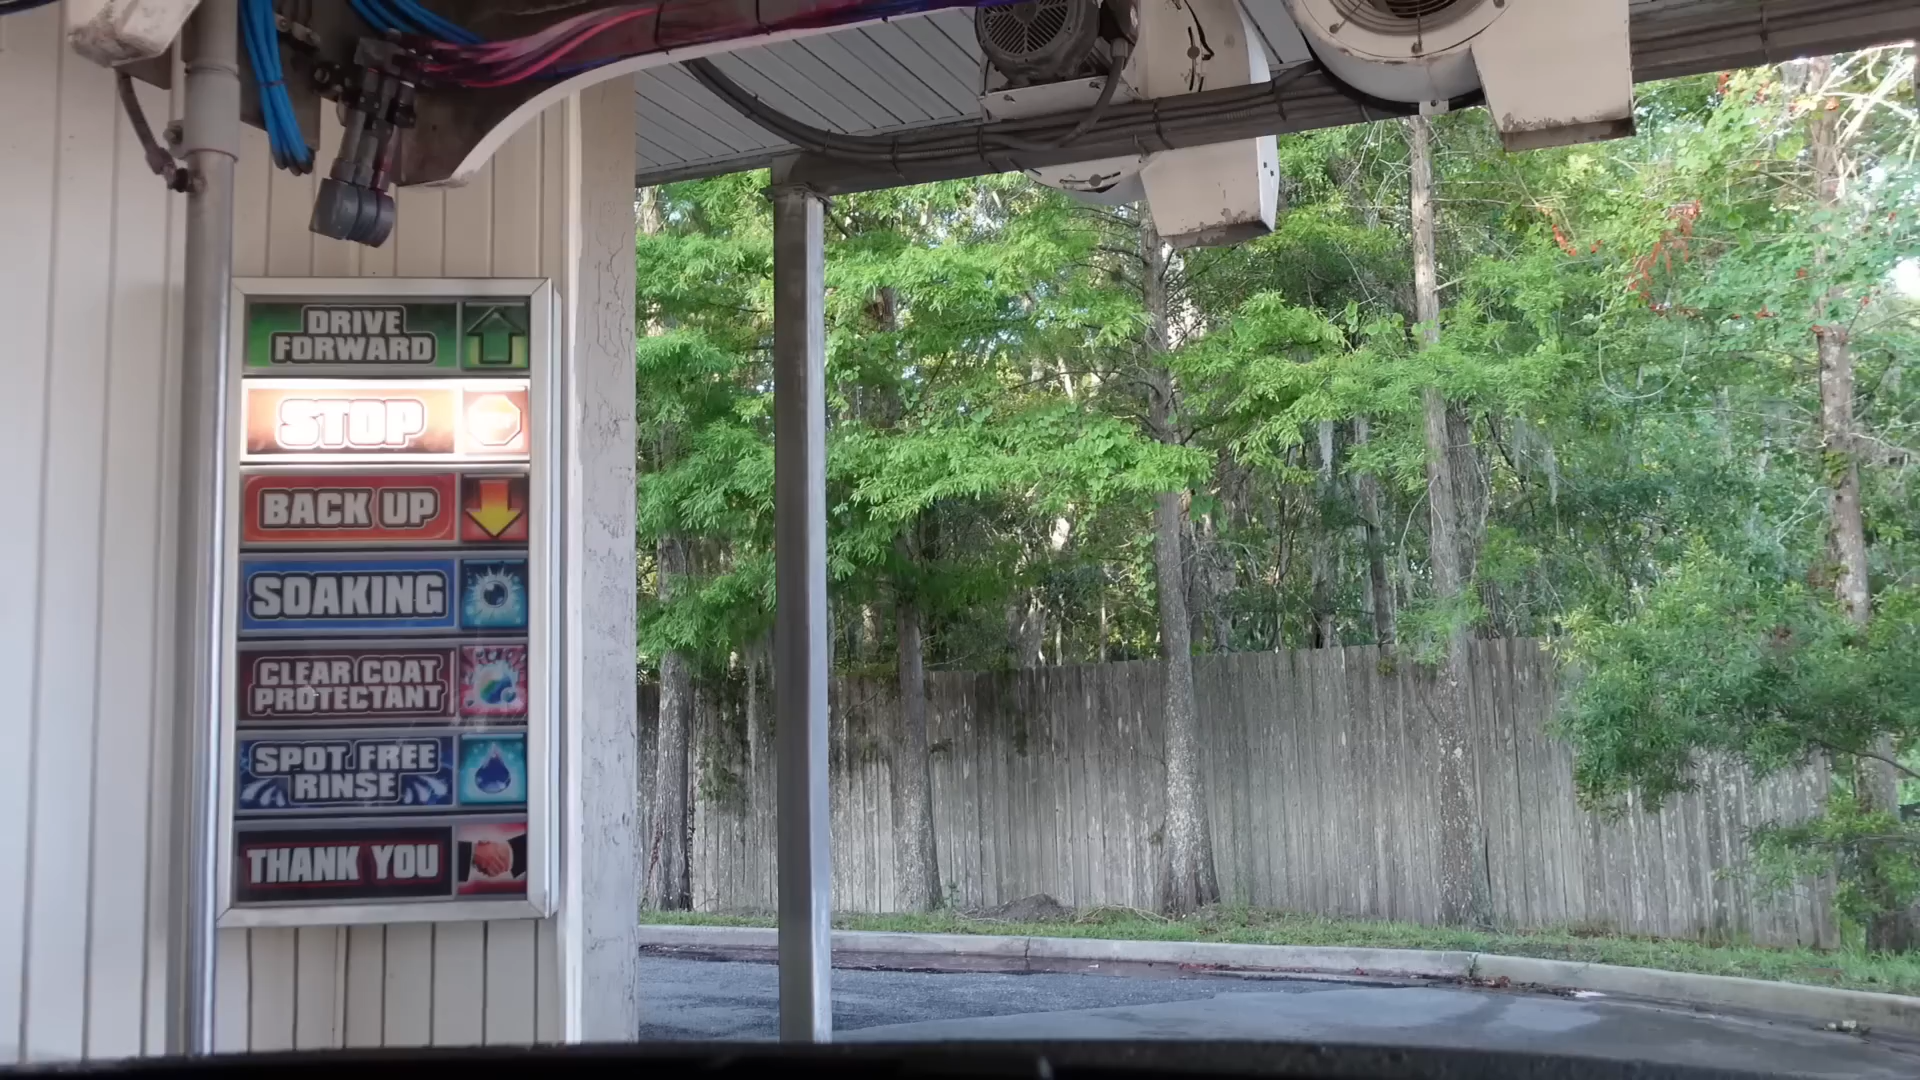 DRIVE
FORWARD
STOP
BACK UP
SOAKING
CLEAR COAT
PROTECTANT
SPOT FREE
RINSE
THANK YOU